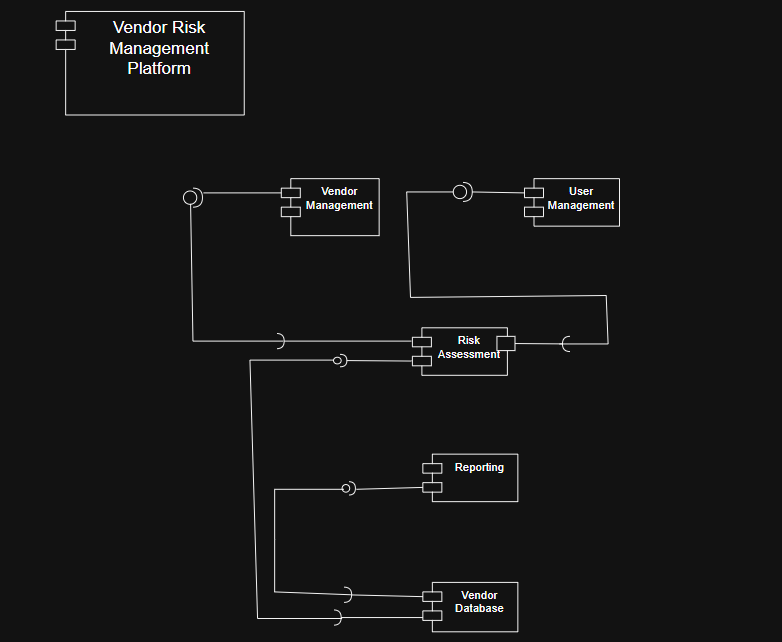 Vendor Risk
Management
Platform
Vendor
Management
User
Management
Risk
Assessment
Reporting
Vendor
Database